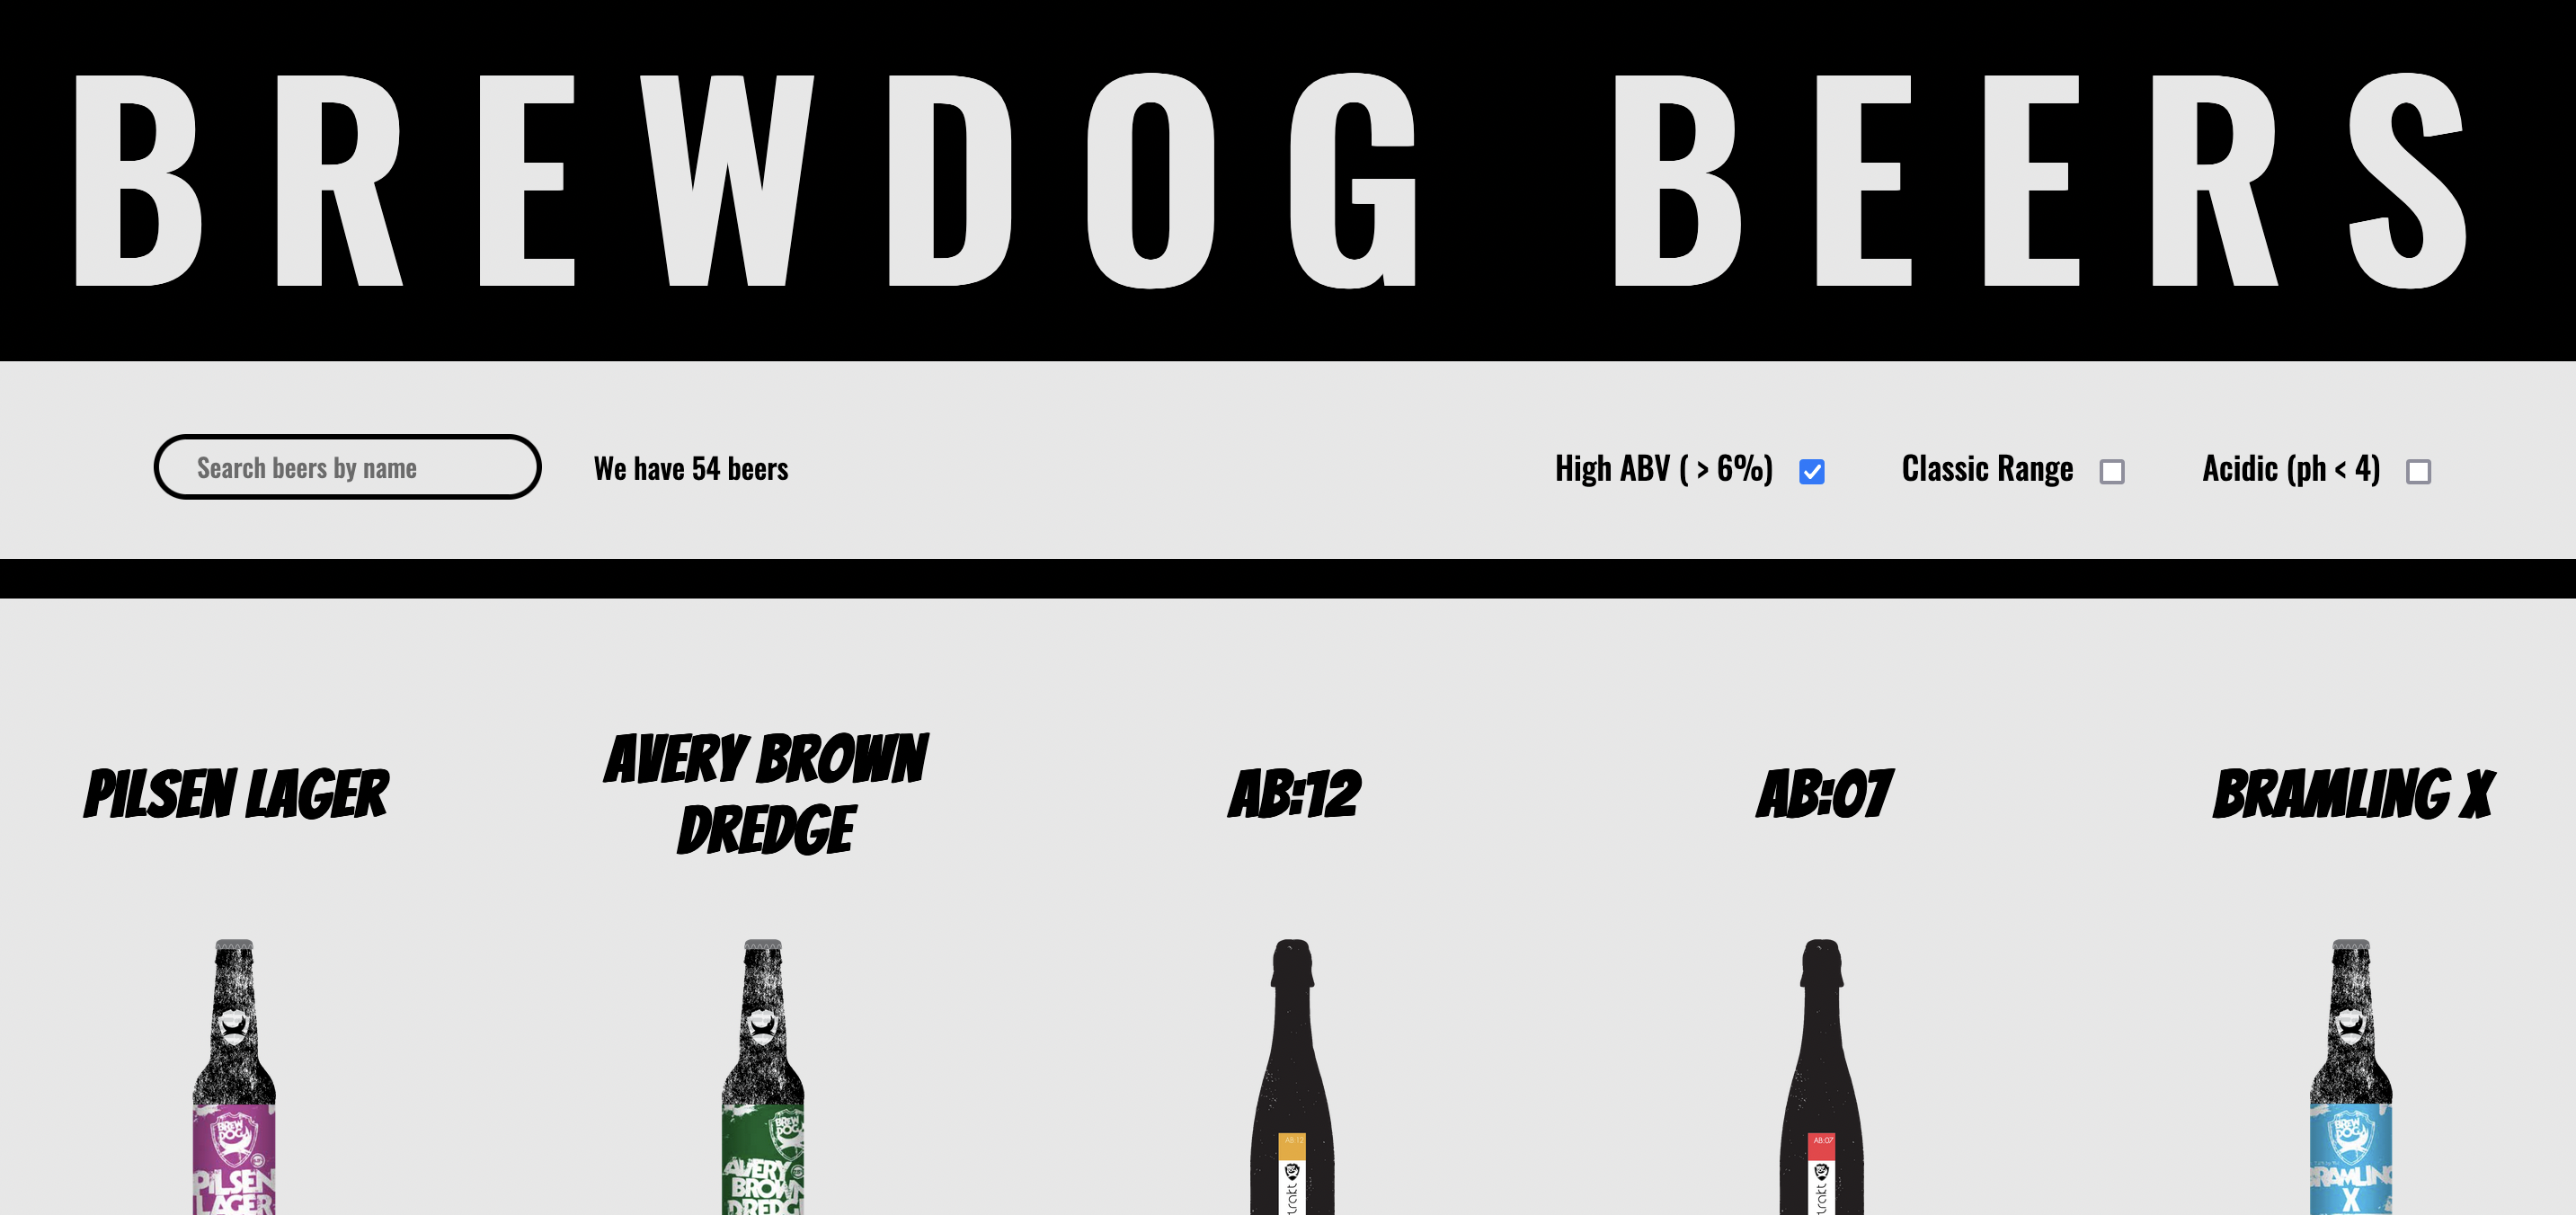 BREWDOG BEERS
Search beers by name
We have 54 beers
High ABV ( > 6%)
Classic Range
Acidic (ph < 4)
PILSEN LAGER
AVERY BROWN
DREDGE
AB:12
AB:07
BRAMLING X
BREW
DOG
PILSEN
LAGER
BREW
DOG
AVERY
BROWN
DREDGE
AB:12
AB:07
BREW
DOG
BRAMLING
X